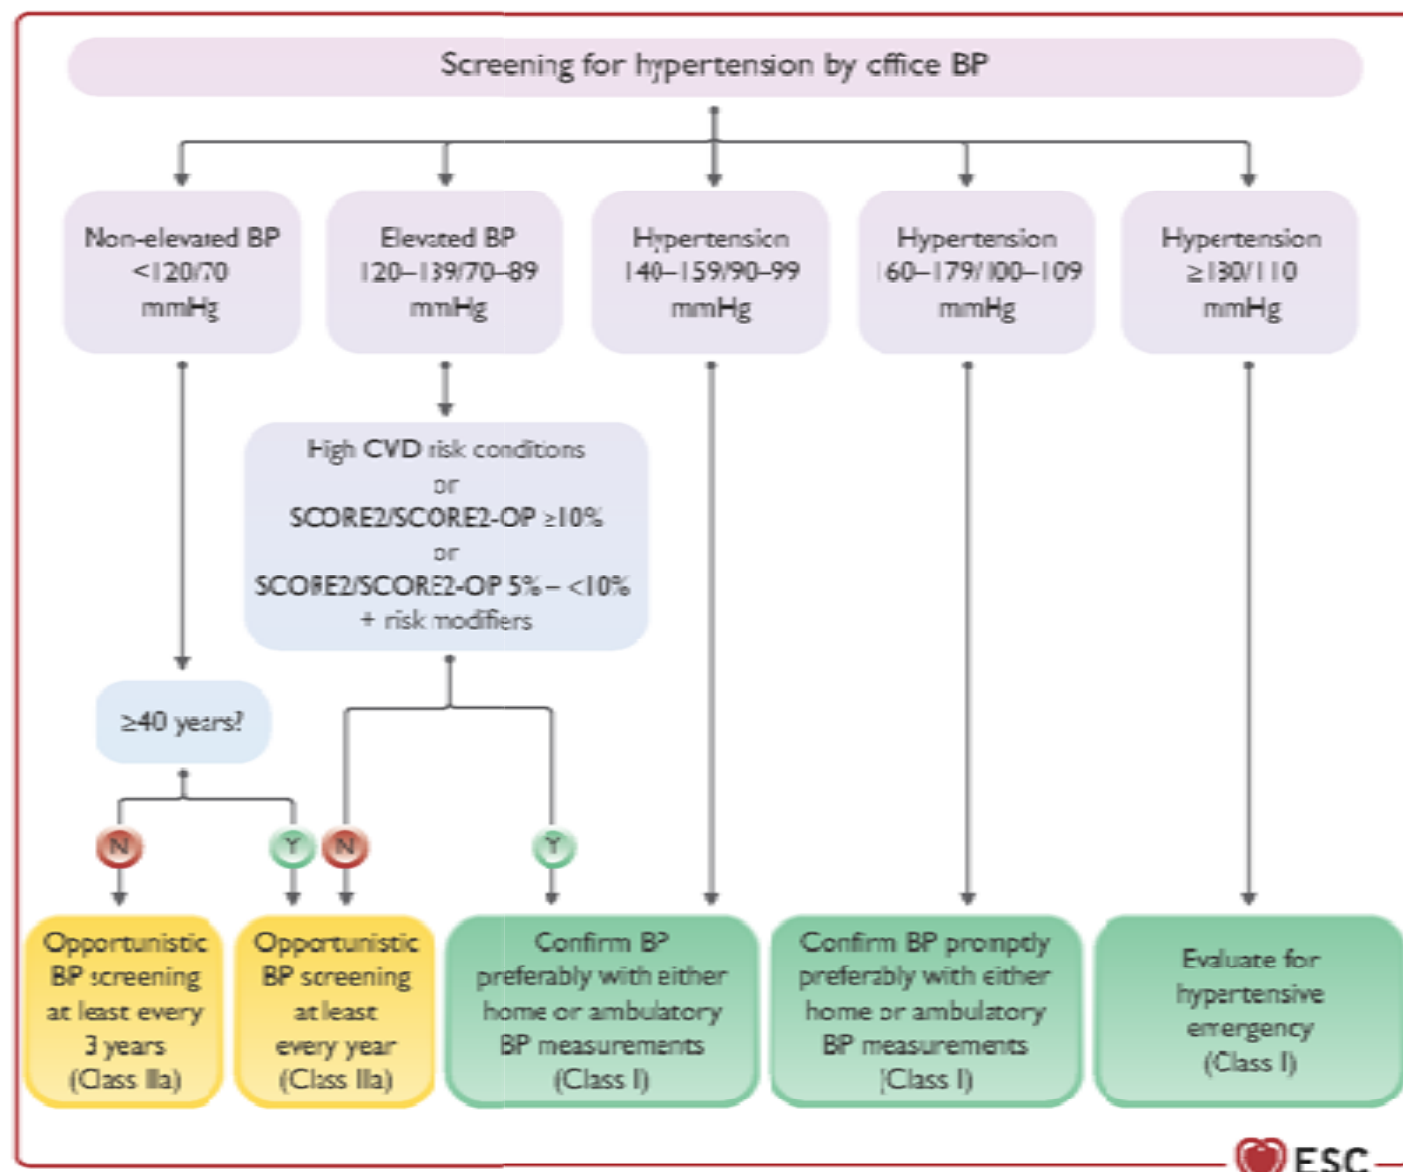 Screening for hypertension by office BP
Non-elevated BP
<120/70
mmHg
Elevated BP
120–139/70–89
mmHg
Hypertension
140–159/90–99
mmHg
Hypertension
160–179/100–109
mmHg
Hypertension
≥180/110
mmHg
High CVD risk conditions
or
SCORE2/SCORE2-OP ≥10%
or
SCORE2/SCORE2-OP 5% – <10%
+ risk modifiers
≥40 years?
N
Y
N
Y
Opportunistic
BP screening
at least every
3 years
(Class IIa)
Opportunistic
BP screening
at least
every year
(Class IIa)
Confirm BP
preferably with either
home or ambulatory
BP measurements
(Class I)
Confirm BP promptly
preferably with either
home or ambulatory
BP measurements
(Class I)
Evaluate for
hypertensive
emergency
(Class I)
ESC